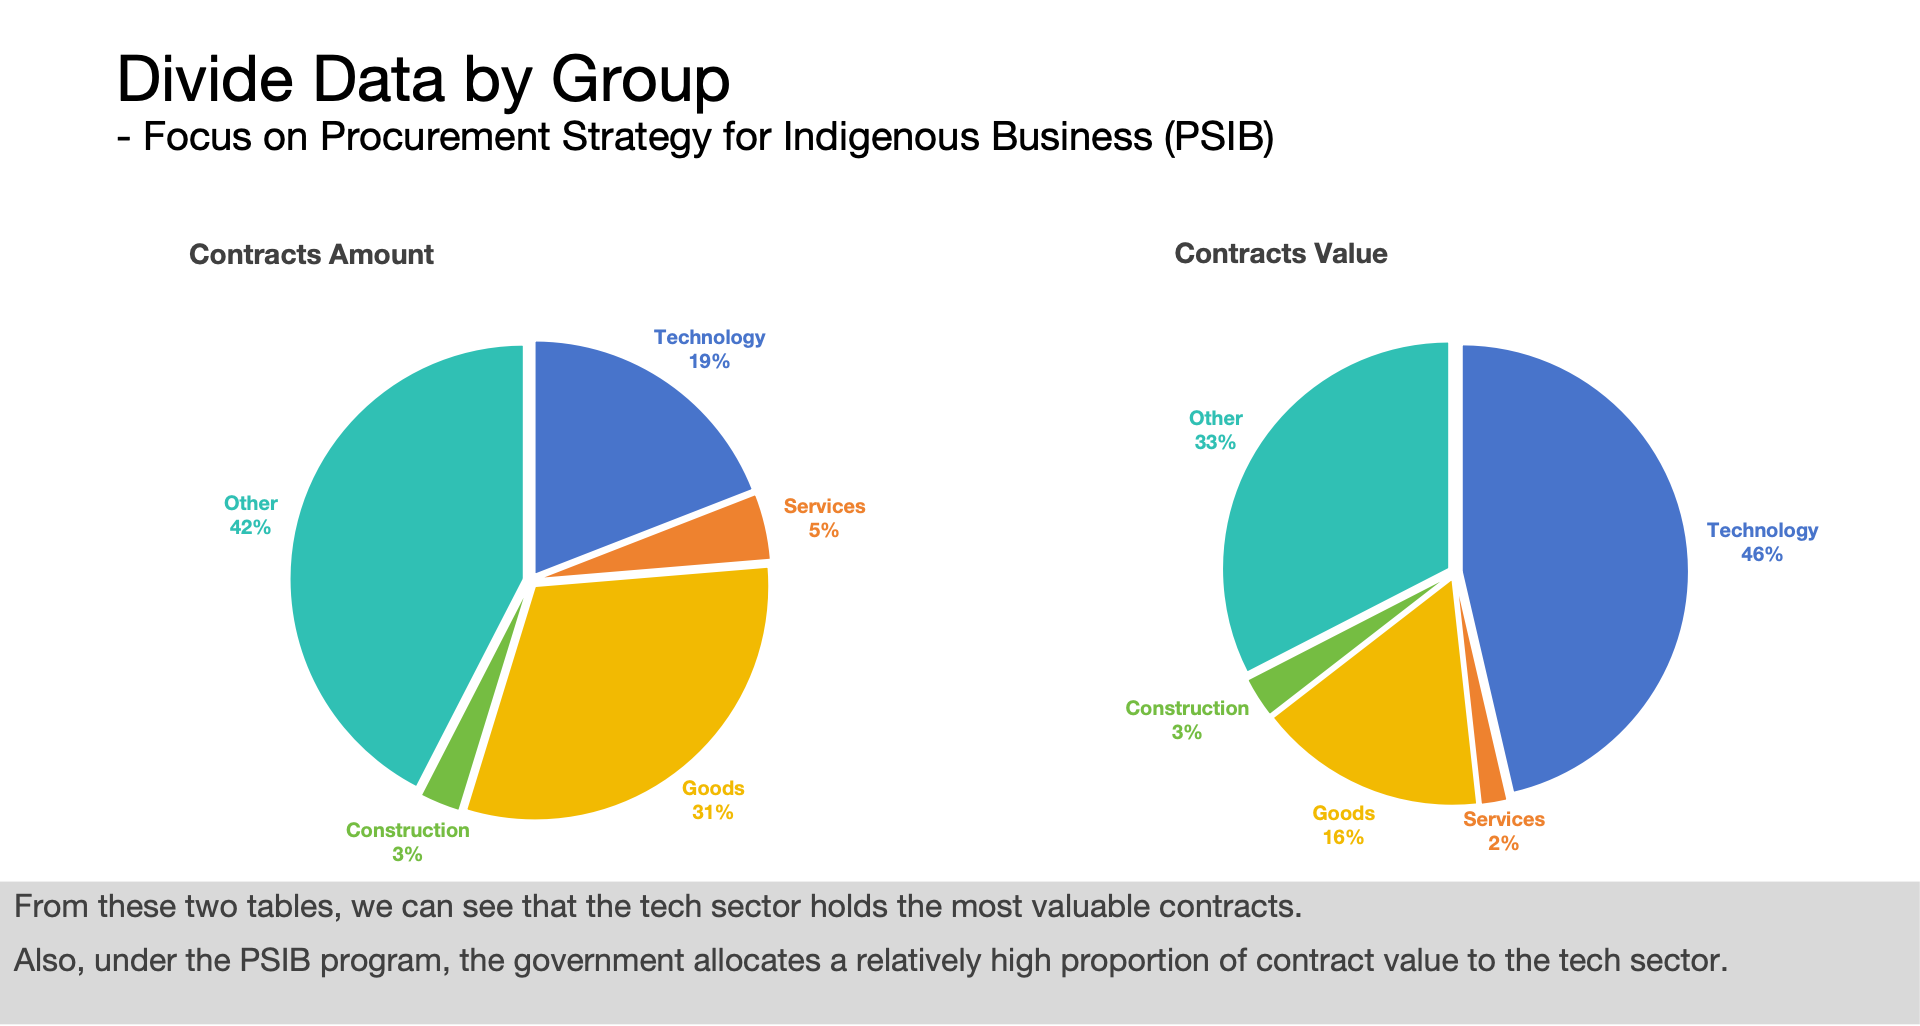 Divide Data by Group
- Focus on Procurement Strategy for Indigenous Business (PSIB)
Contracts Amount
Technology
19%
Services
5%
Goods
31%
Construction
3%
Other
42%
Contracts Value
Technology
46%
Services
2%
Goods
16%
Construction
3%
Other
33%
From these two tables, we can see that the tech sector holds the most valuable contracts.
Also, under the PSIB program, the government allocates a relatively high proportion of contract value to the tech sector.